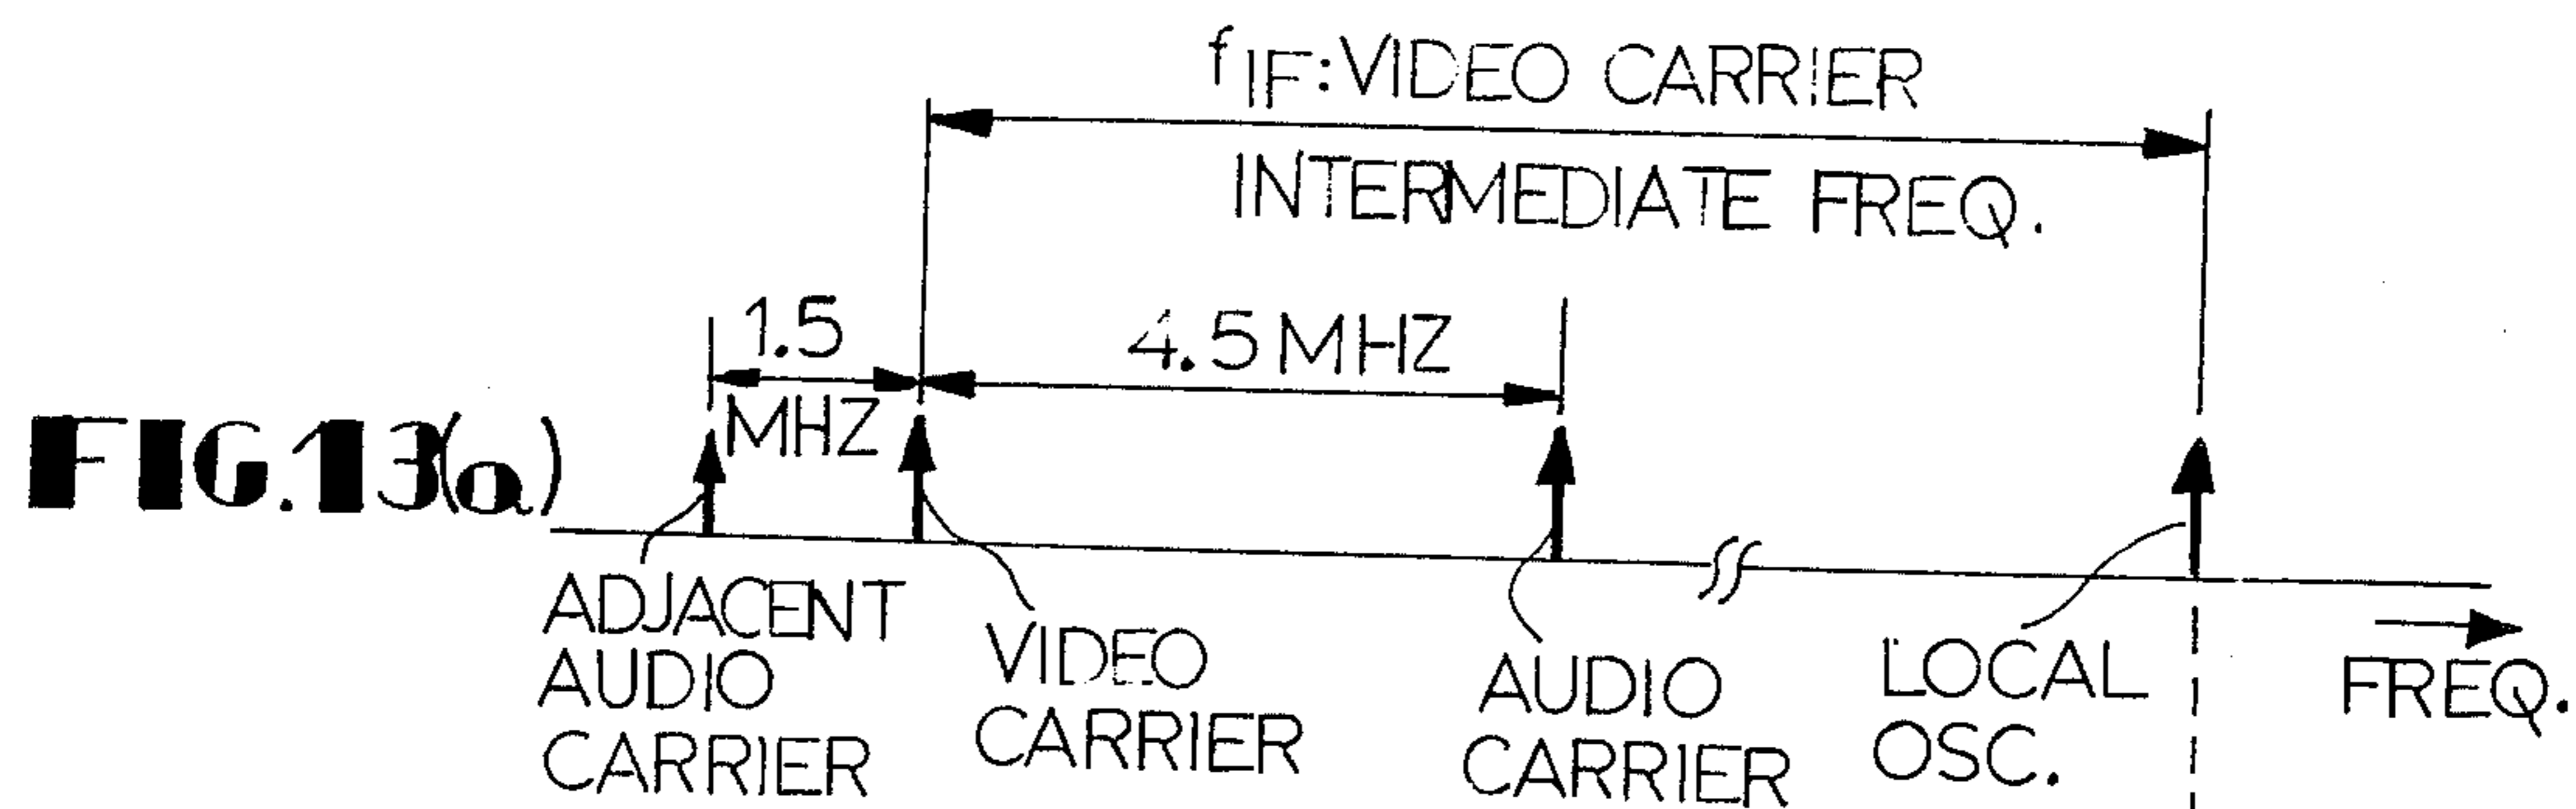 fIF: VIDEO CARRIER
INTERMEDIATE FREQ.
1.5
MHZ
4.5 MHZ
FIG.13(a)
ADJACENT
AUDIO
CARRIER
VIDEO
CARRIER
AUDIO
CARRIER
LOCAL
OSC.
FREQ.